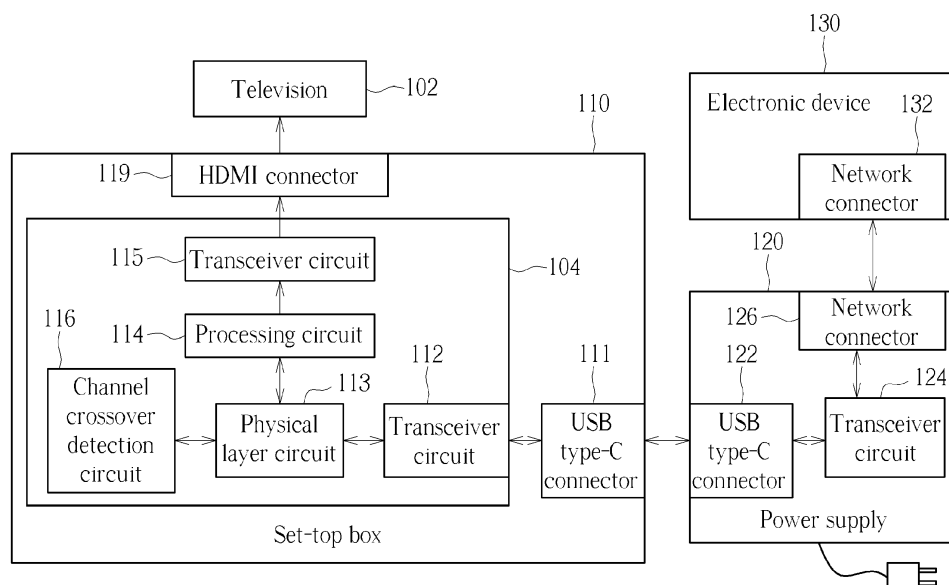 130
Television
102
Electronic device
132
110
119
HDMI connector
Network
connector
115
Transceiver circuit
104
120
116
114
Processing circuit
126
Network
connector
113
112
111
122
124
Channel
crossover
detection
circuit
Physical
layer circuit
Transceiver
circuit
USB
type-C
connector
USB
type-C
connector
Transceiver
circuit
Set-top box
Power supply